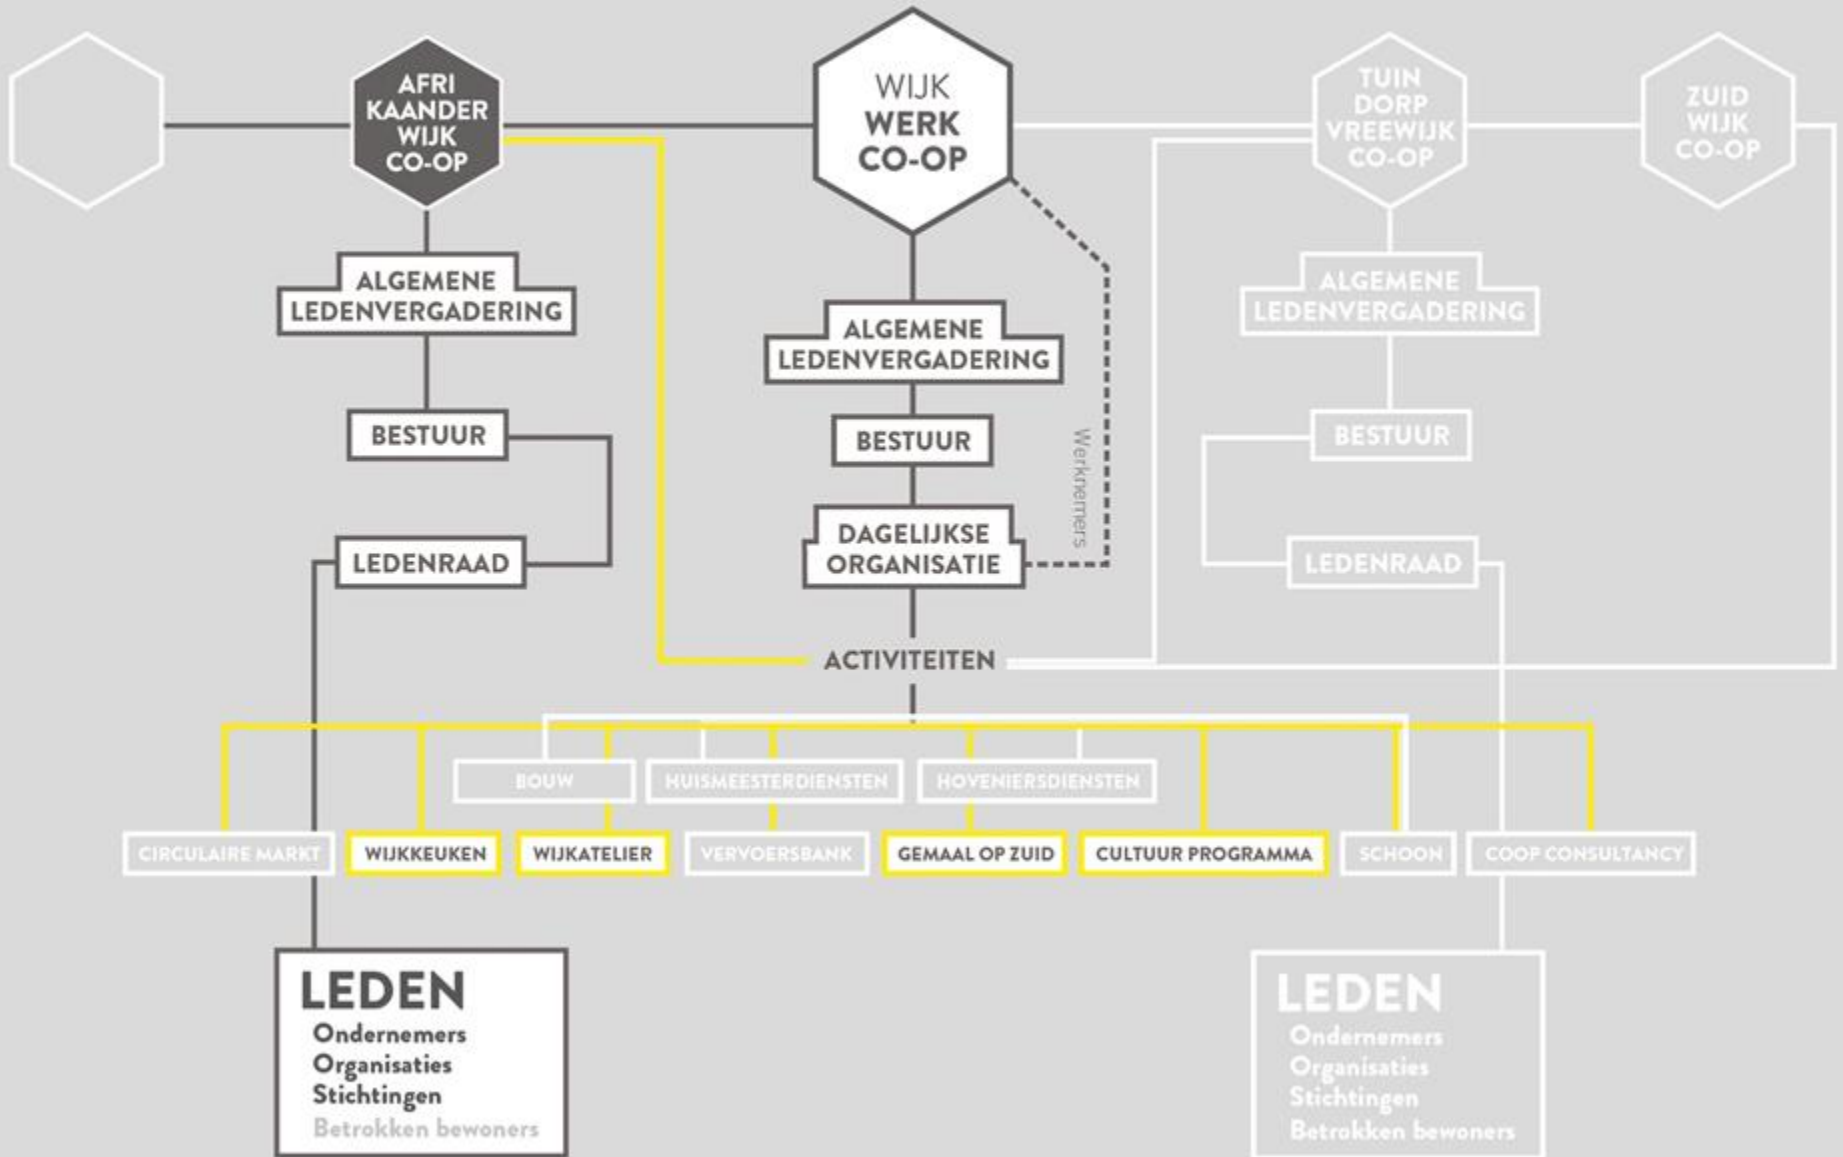 AFRI
KAANDER
WIJK
CO-OP
WIJK
WERK
CO-OP
TUIN
DORP
VREEWIJK
CO-OP
ZUID
WIJK
CO-OP
ALGEMENE
LEDENVERGADERING
BESTUUR
LEDENRAAD
ALGEMENE
LEDENVERGADERING
BESTUUR
DAGELIJKSE
ORGANISATIE
Werknemers
ALGEMENE
LEDENVERGADERING
BESTUUR
LEDENRAAD
ACTIVITEITEN
BOUW
HUISMEESTERDIENSTEN
HOVENIERSDIENSTEN
CIRCULAIRE MARKT
WIJKKEUKEN
WIJKATELIER
VERVOERSBANK
GEMAAL OP ZUID
CULTUUR PROGRAMMA
SCHOON
COOP CONSULTANCY
LEDEN
Ondernemers
Organisaties
Stichtingen
Betrokken bewoners
LEDEN
Ondernemers
Organisaties
Stichtingen
Betrokken bewoners